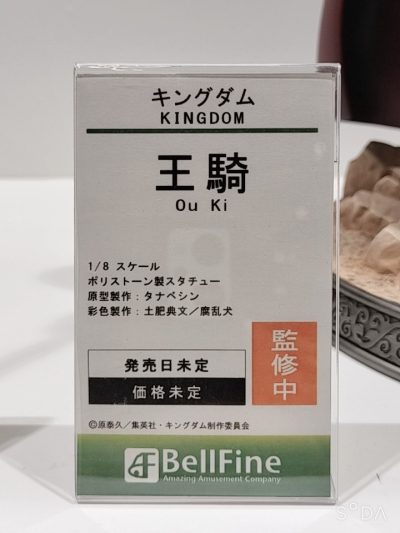 キングダム
KINGDOM
王騎
Ou Ki
1/8 スケール
ポリストーン製スタチュー
原型製作：タナベシン
彩色製作：土肥典文／腐乱犬
監修中
発売日未定
価格未定
©原泰久／集英社・キングダム制作委員会
BellFine
Amazing Amusement Company
SODA